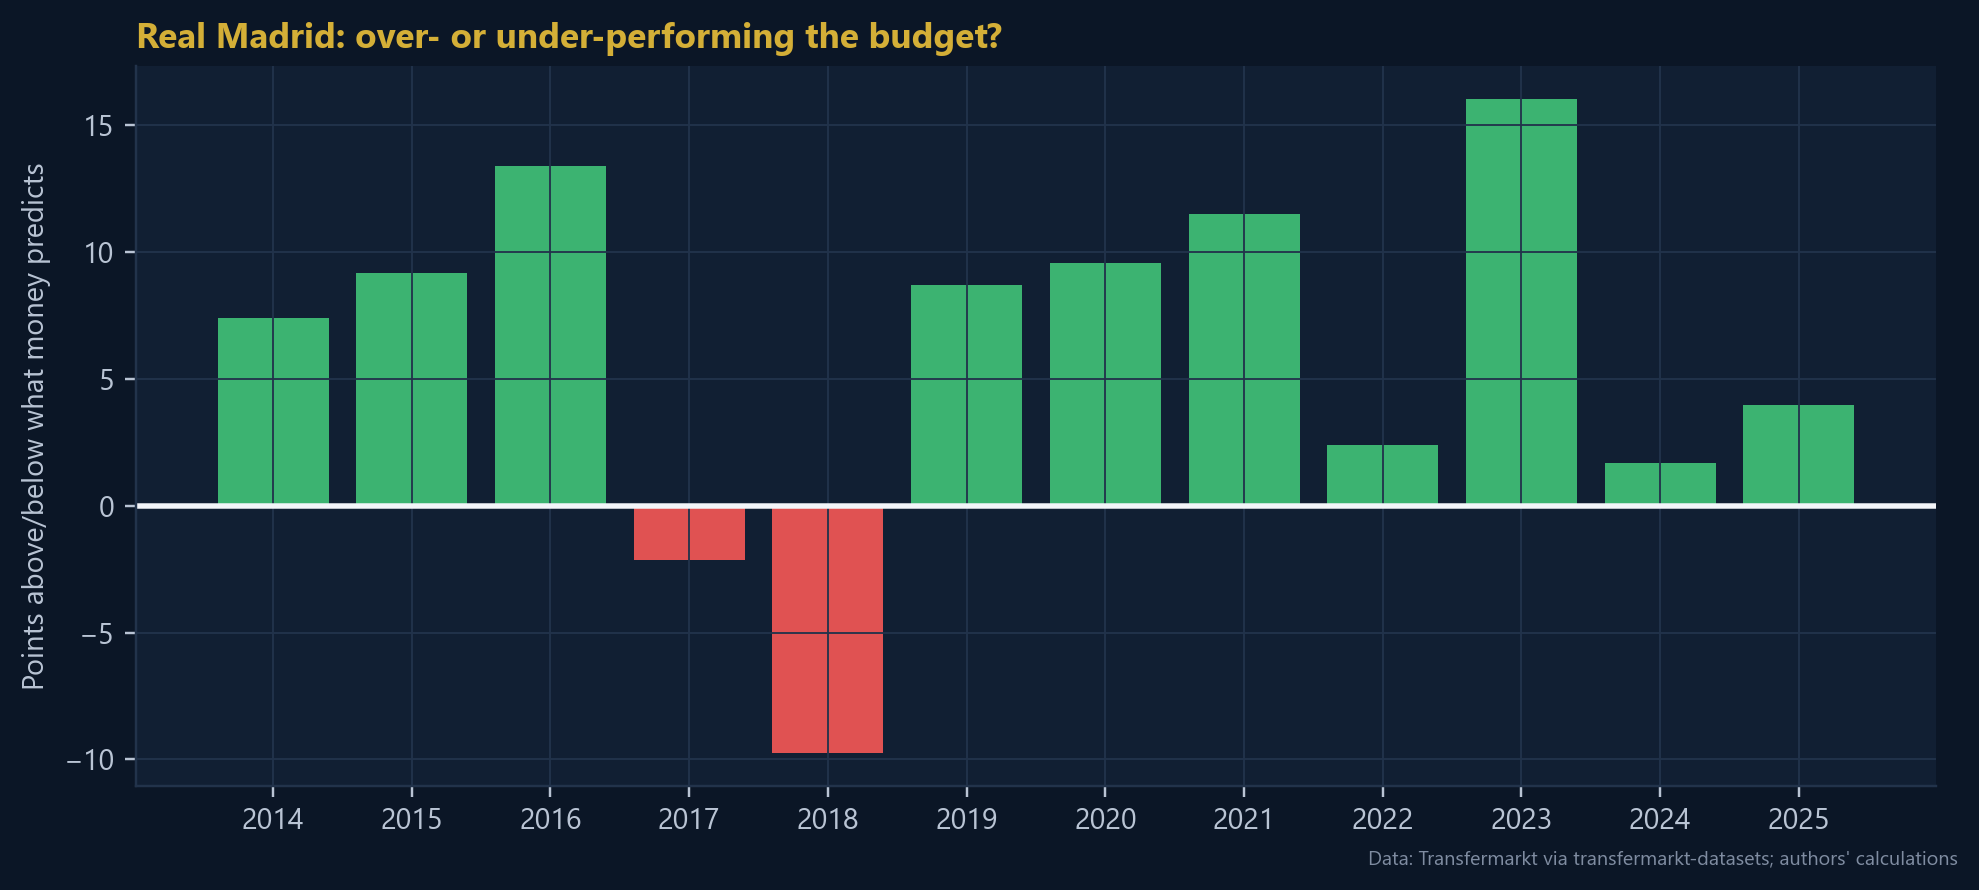 Real Madrid: over- or under-performing the budget?
Points above/below what money predicts
15
10
5
0
−5
−10
2014 2015 2016 2017 2018 2019 2020 2021 2022 2023 2024 2025
Data: Transfermarkt via transfermarkt-datasets; authors' calculations